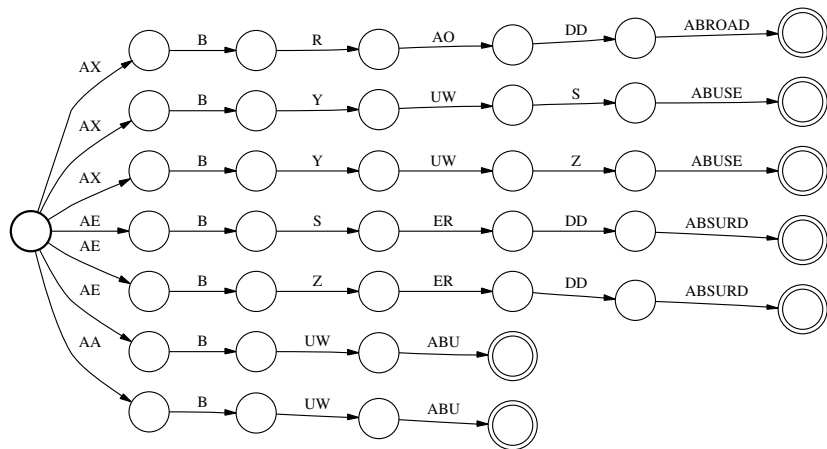 AX B R AO DD ABROAD
AX B Y UW S ABUSE
AX B Y UW Z ABUSE
AE B S ER DD ABSURD
AE B Z ER DD ABSURD
AE B UW ABU
AA B UW ABU